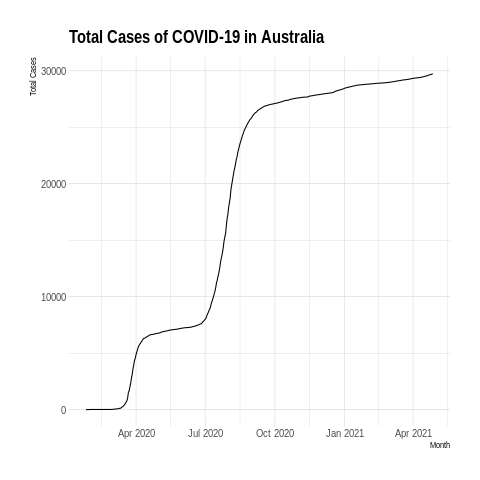 Total Cases of COVID-19 in Australia
Total Cases
30000
20000
10000
0
Apr 2020 Jul 2020 Oct 2020 Jan 2021 Apr 2021
Month